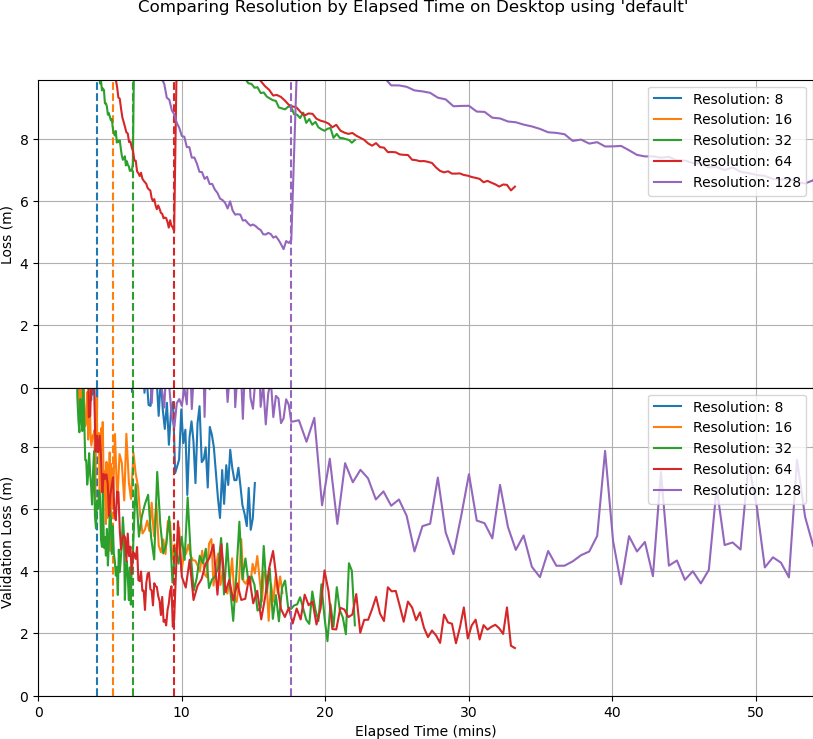 Comparing Resolution by Elapsed Time on Desktop using 'default'
Loss (m)
8
6
4
2
0
Resolution: 8
Resolution: 16
Resolution: 32
Resolution: 64
Resolution: 128
Validation Loss (m)
8
6
4
2
0
Resolution: 8
Resolution: 16
Resolution: 32
Resolution: 64
Resolution: 128
0 10 20 30 40 50
Elapsed Time (mins)